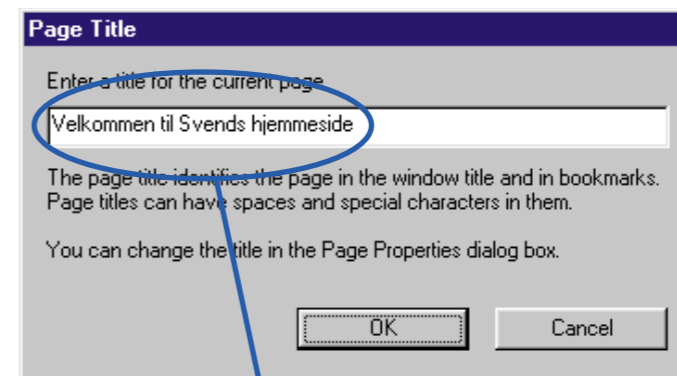 Page Title
Enter a title for the current page
Velkommen til Svends hjemmeside
The page title identifies the page in the window title and in bookmarks.
Page titles can have spaces and special characters in them.
You can change the title in the Page Properties dialog box.
OK
Cancel